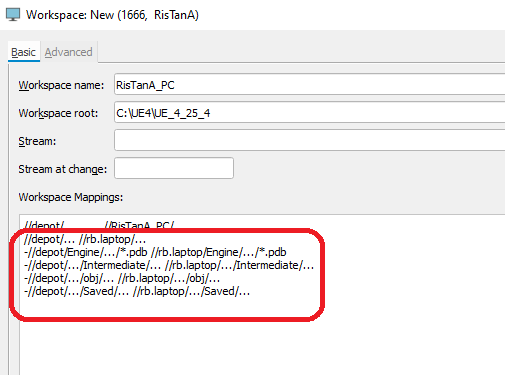 Workspace: New (1666, RisTanA)
Basic Advanced
Workspace name: RisTanA_PC
Workspace root: C:\UE4\UE_4_25_4
Stream:
Stream at change:
Workspace Mappings:
//depot/... //RisTanA_PC/
//depot/... //rb.laptop/...
-//depot/Engine/.../*.pdb //rb.laptop/Engine/.../*.pdb
-//depot/.../Intermediate/... //rb.laptop/.../Intermediate/...
-//depot/.../obj/... //rb.laptop/.../obj/...
-//depot/.../Saved/... //rb.laptop/.../Saved/...